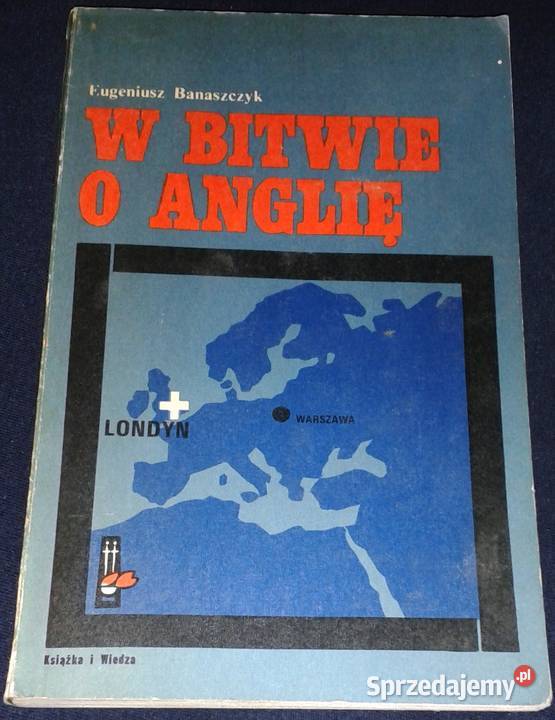 Eugeniusz Banaszczyk
W BITWIE
O ANGLIĘ
LONDYN
WARSZAWA
Książka i Wiedza
Sprzedajemy.pl